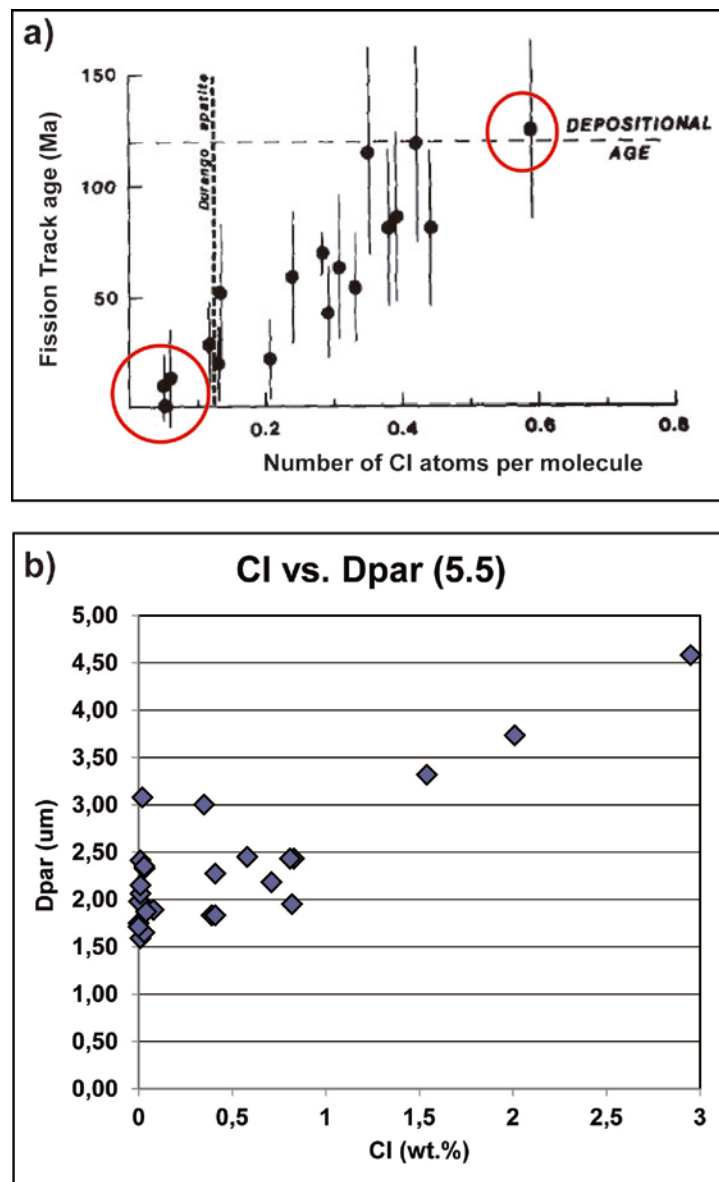 a)
150
100
50
Fission Track age (Ma)
Durango apatite
DEPOSITIONAL
AGE
0.2
0.4
0.6
0.8
Number of Cl atoms per molecule
b)
Cl vs. Dpar (5.5)
5,00
4,50
4,00
3,50
3,00
2,50
2,00
1,50
1,00
0,50
0,00
Dpar (um)
0
0,5
1
1,5
2
2,5
3
Cl (wt.%)